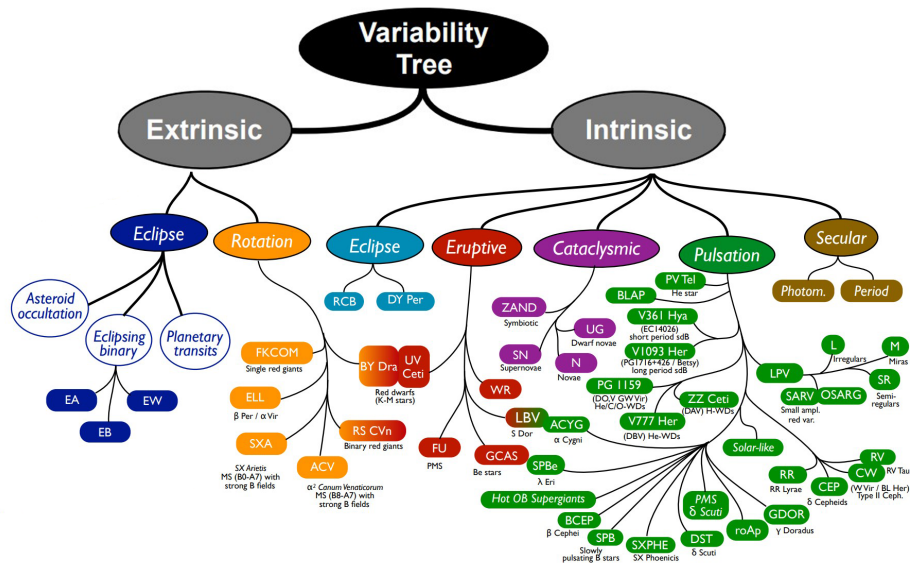 Variability
Tree
Extrinsic
Intrinsic
Eclipse
Rotation
Eclipse
Eruptive
Cataclysmic
Pulsation
Secular
Asteroid
occultation
Eclipsing
binary
Planetary
transits
EA
EB
EW
FKCOM
Single red giants
ELL
β Per / α Vir
SXA
SX Arietis
MS (B0-A7) with
strong B fields
ACV
α² Canum Venaticorum
MS (B8-A7) with
strong B fields
RS CVn
Binary red giants
BY Dra
UV
Ceti
Red dwarfs
(K-M stars)
RCB
DY Per
WR
LBV
S Dor
FU
PMS
GCAS
Be stars
ZAND
Symbiotic
UG
Dwarf novae
SN
Supernovae
N
Novae
PV Tel
He star
BLAP
V361 Hya
(EC14026)
short period sdB
V1093 Her
(PG1716+426 / Betsy)
long period sdB
PG 1159
(DO,V GWVir)
He/C/O-WDs
ZZ Ceti
(DAV) H-WDs
V777 Her
(DBV) He-WDs
ACYG
α Cygni
Solar-like
SPBe
λ Eri
Hot OB Supergiants
BCEP
β Cephei
SPB
Slowly
pulsating B stars
SXPHE
SX Phoenicis
PMS
δ Scuti
DST
δ Scuti
roAp
GDOR
γ Doradus
Photom.
Period
LPV
L
Irregulars
M
Miras
SR
Semi-
regulars
SARV
Small ampl.
red var.
OSARG
RR
RR Lyrae
CEP
δ Cepheids
RV
RV Tau
CW
(W Vir / BL Her)
Type II Ceph.